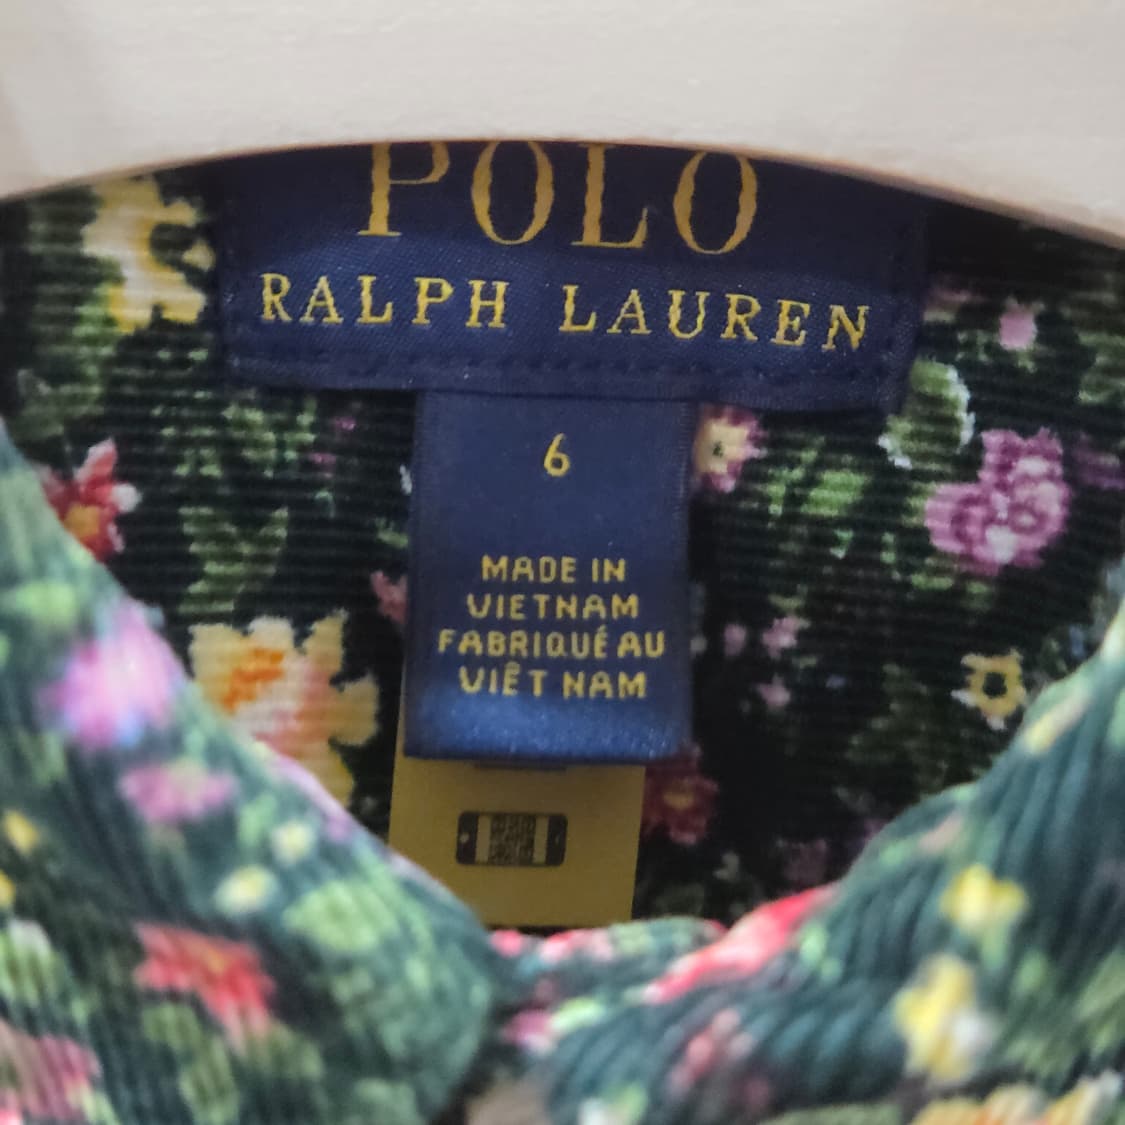 POLO
RALPH LAUREN
6
MADE IN
VIETNAM
FABRIQUÉ AU
VIÊT NAM